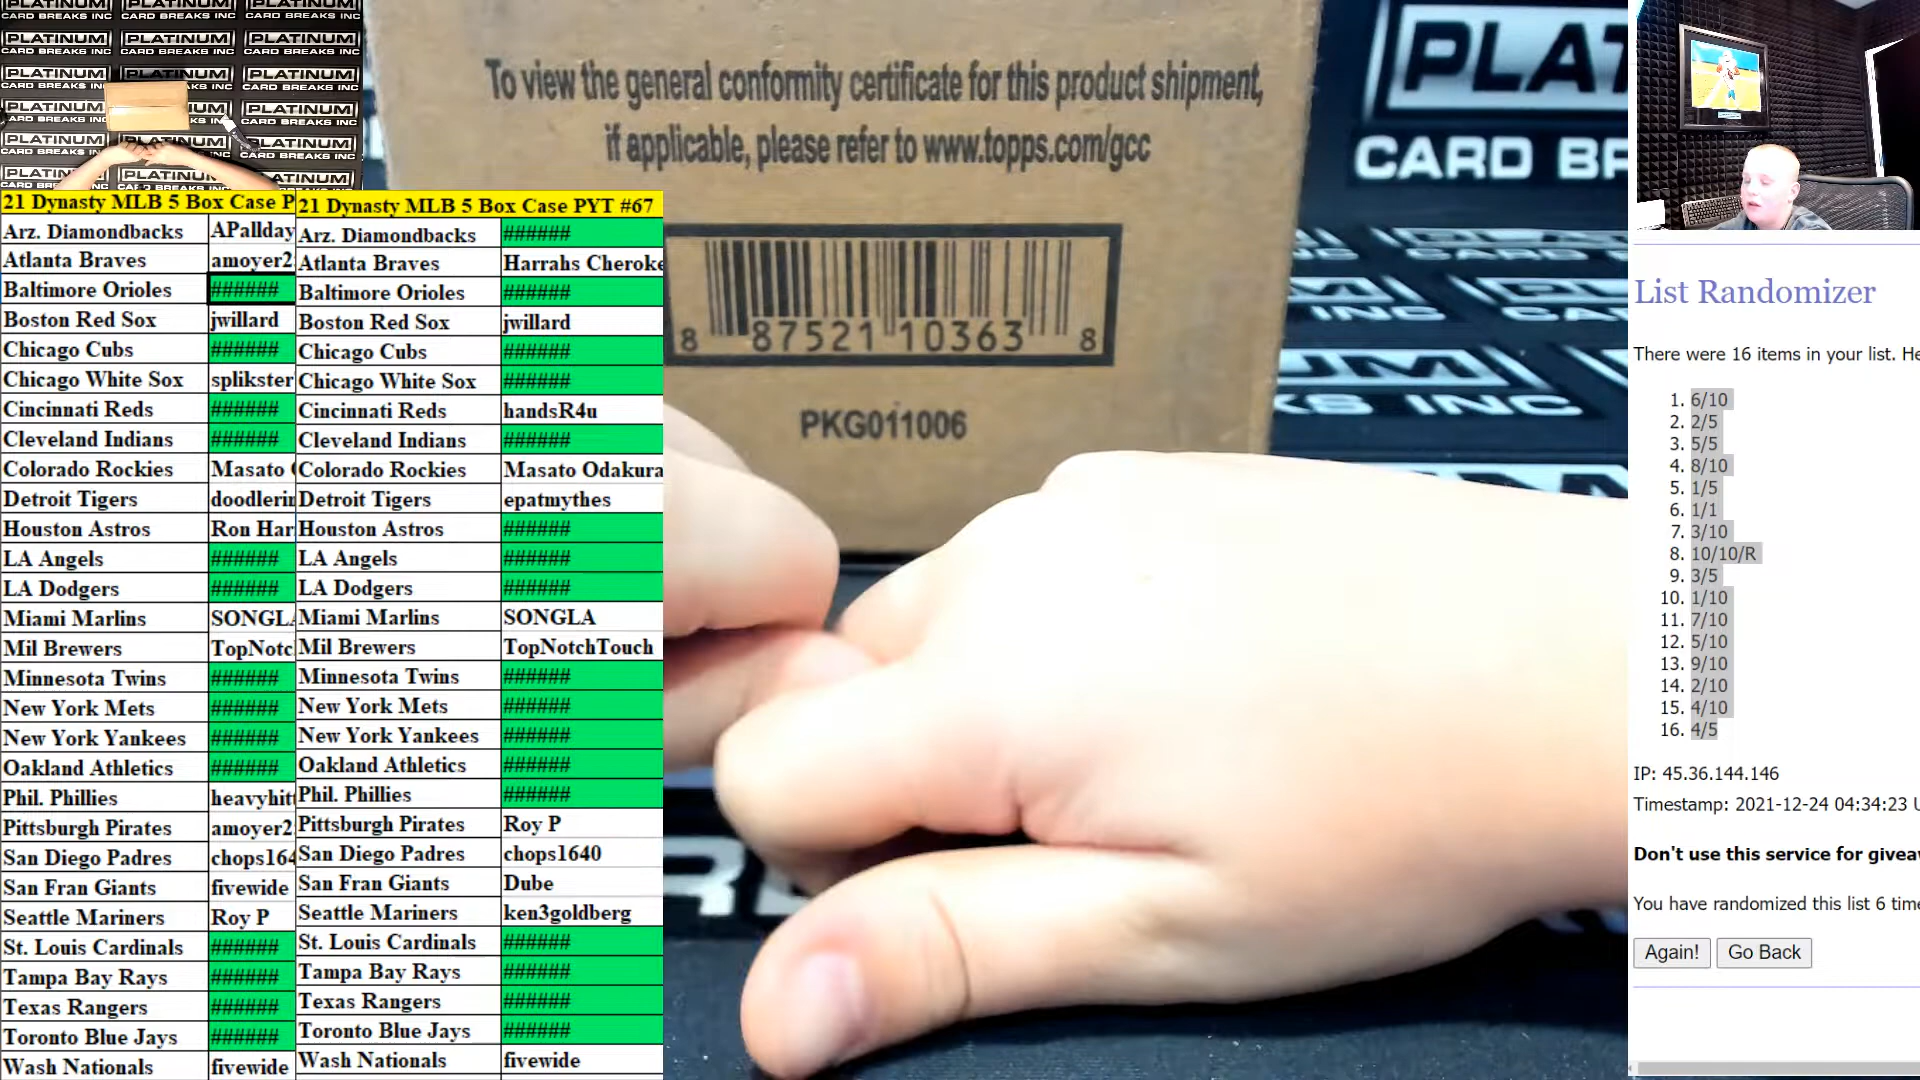 PLATINUM
CARD BREAKS INC
To view the general conformity certificate for this product shipment,
if applicable, please refer to www.topps.com/gcc
8 87521 10363 8
PKG011006
PLAT
CARD BR
21 Dynasty MLB 5 Box Case P
Arz. Diamondbacks APallday
Atlanta Braves amoyer2
Baltimore Orioles ######
Boston Red Sox jwillard
Chicago Cubs ######
Chicago White Sox splikster
Cincinnati Reds ######
Cleveland Indians ######
Colorado Rockies Masato
Detroit Tigers doodlerin
Houston Astros Ron Har
LA Angels ######
LA Dodgers ######
Miami Marlins SONGLA
Mil Brewers TopNotc
Minnesota Twins ######
New York Mets ######
New York Yankees ######
Oakland Athletics ######
Phil. Phillies heavyhitt
Pittsburgh Pirates amoyer2
San Diego Padres chops164
San Fran Giants fivewide
Seattle Mariners Roy P
St. Louis Cardinals ######
Tampa Bay Rays ######
Texas Rangers ######
Toronto Blue Jays ######
Wash Nationals fivewide
21 Dynasty MLB 5 Box Case PYT #67
Arz. Diamondbacks ######
Atlanta Braves Harrahs Cheroke
Baltimore Orioles ######
Boston Red Sox jwillard
Chicago Cubs ######
Chicago White Sox ######
Cincinnati Reds handsR4u
Cleveland Indians ######
Colorado Rockies Masato Odakura
Detroit Tigers epatmythes
Houston Astros ######
LA Angels ######
LA Dodgers ######
Miami Marlins SONGLA
Mil Brewers TopNotchTouch
Minnesota Twins ######
New York Mets ######
New York Yankees ######
Oakland Athletics ######
Phil. Phillies ######
Pittsburgh Pirates Roy P
San Diego Padres chops1640
San Fran Giants Dube
Seattle Mariners ken3goldberg
St. Louis Cardinals ######
Tampa Bay Rays ######
Texas Rangers ######
Toronto Blue Jays ######
Wash Nationals fivewide
List Randomizer
There were 16 items in your list. He
1. 6/10
2. 2/5
3. 5/5
4. 8/10
5. 1/5
6. 1/1
7. 3/10
8. 10/10/R
9. 3/5
10. 1/10
11. 7/10
12. 5/10
13. 9/10
14. 2/10
15. 4/10
16. 4/5
IP: 45.36.144.146
Timestamp: 2021-12-24 04:34:23 U
Don't use this service for giveaw
You have randomized this list 6 time
Again! Go Back